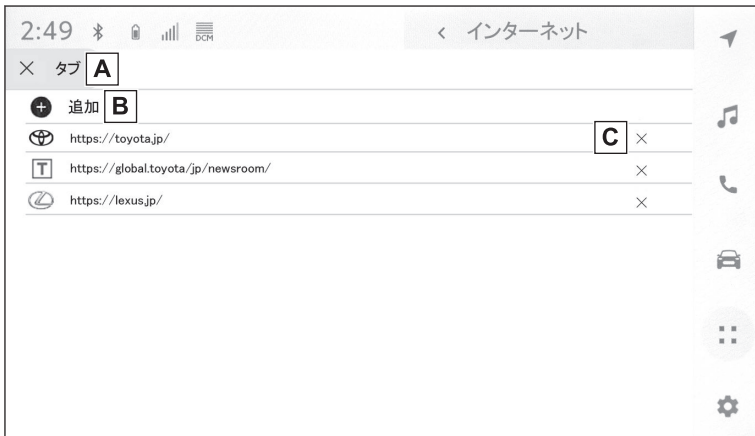 2:49 DCM < インターネット
× タブ A
追加 B
https://toyota.jp/ C ×
T https://global.toyota/jp/newsroom/ ×
https://lexus.jp/ ×